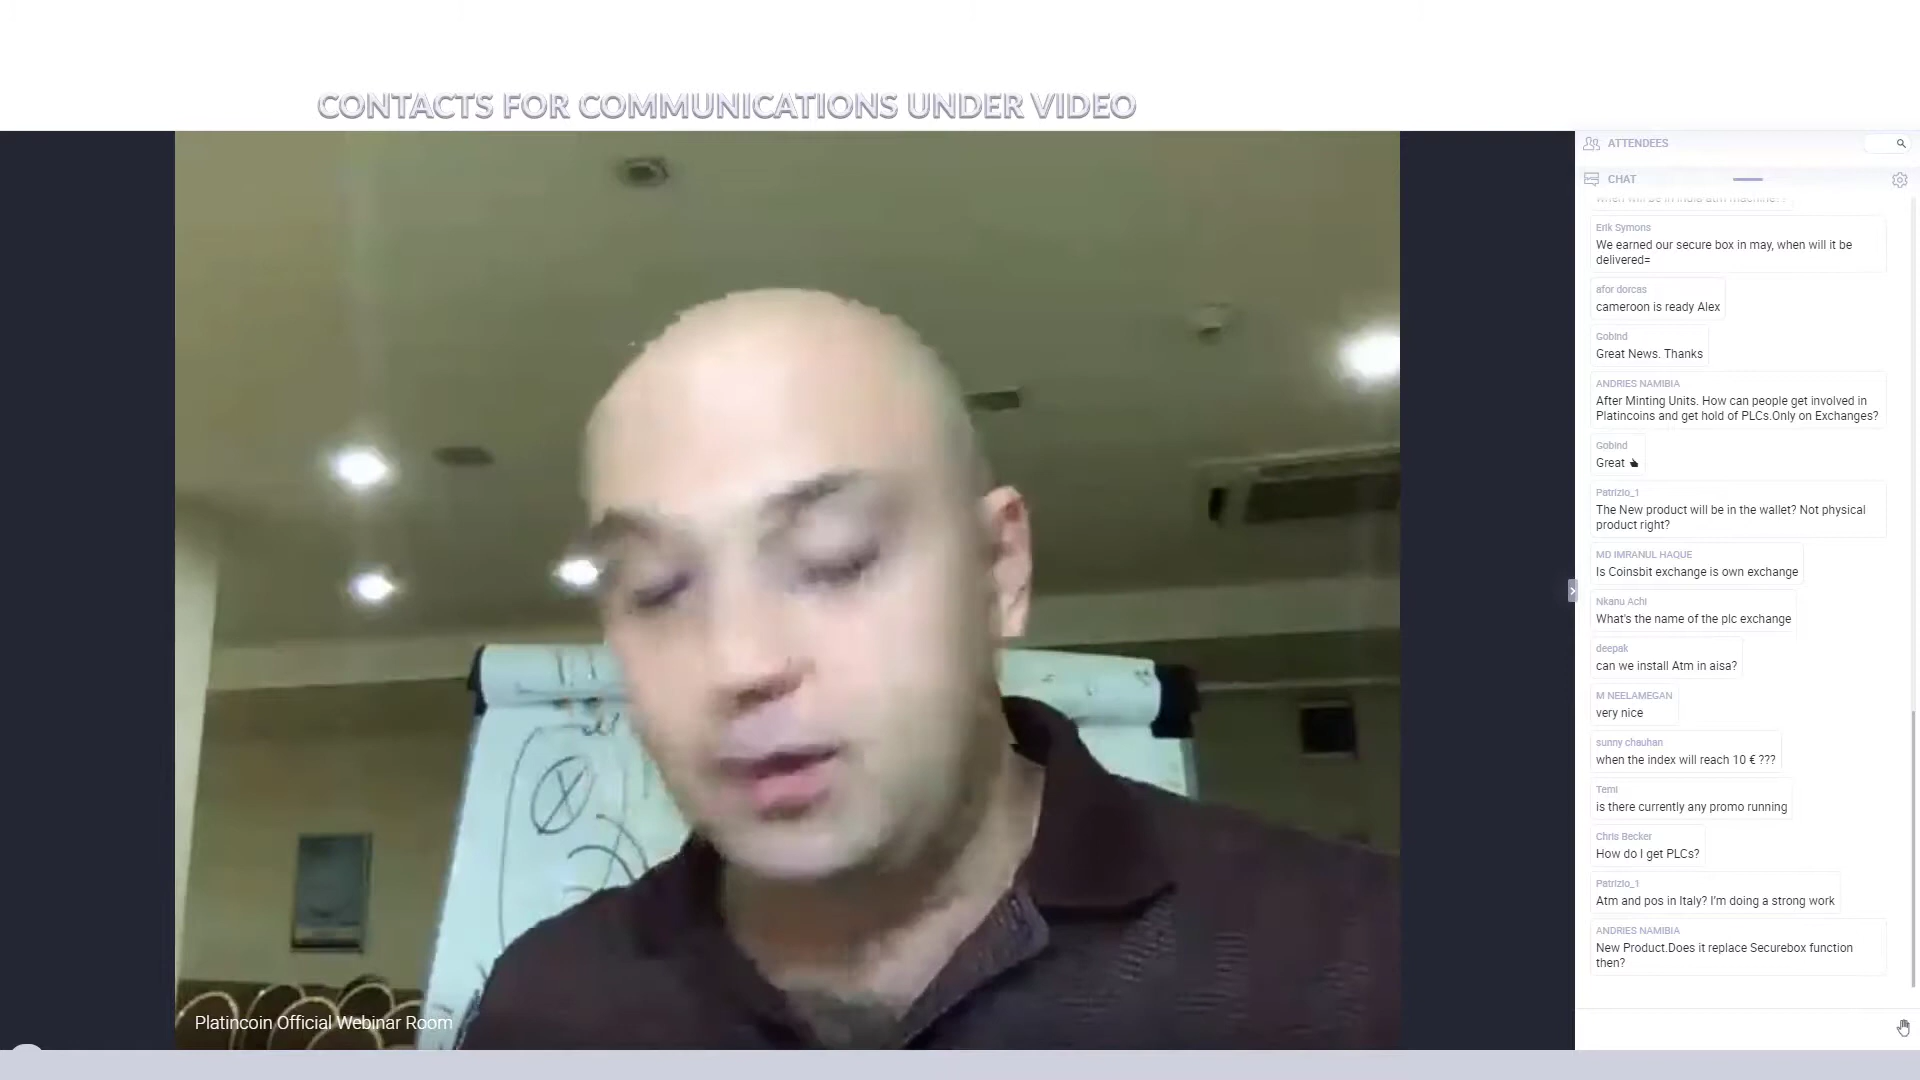 CONTACTS FOR COMMUNICATIONS UNDER VIDEO
ATTENDEES
CHAT
when will be in india atm machine??
Erik Symons
We earned our secure box in may, when will it be
delivered=
afor dorcas
cameroon is ready Alex
Gobind
Great News. Thanks
ANDRIES NAMIBIA
After Minting Units. How can people get involved in
Platincoins and get hold of PLCs.Only on Exchanges?
Gobind
Great
Patrizio_1
The New product will be in the wallet? Not physical
product right?
MD IMRANUL HAQUE
Is Coinsbit exchange is own exchange
Nkanu Achi
What's the name of the plc exchange
deepak
can we install Atm in aisa?
M NEELAMEGAN
very nice
sunny chauhan
when the index will reach 10 € ???
Temi
is there currently any promo running
Chris Becker
How do I get PLCs?
Patrizio_1
Atm and pos in Italy? I'm doing a strong work
ANDRIES NAMIBIA
New Product.Does it replace Securebox function
then?
Platincoin Official Webinar Room